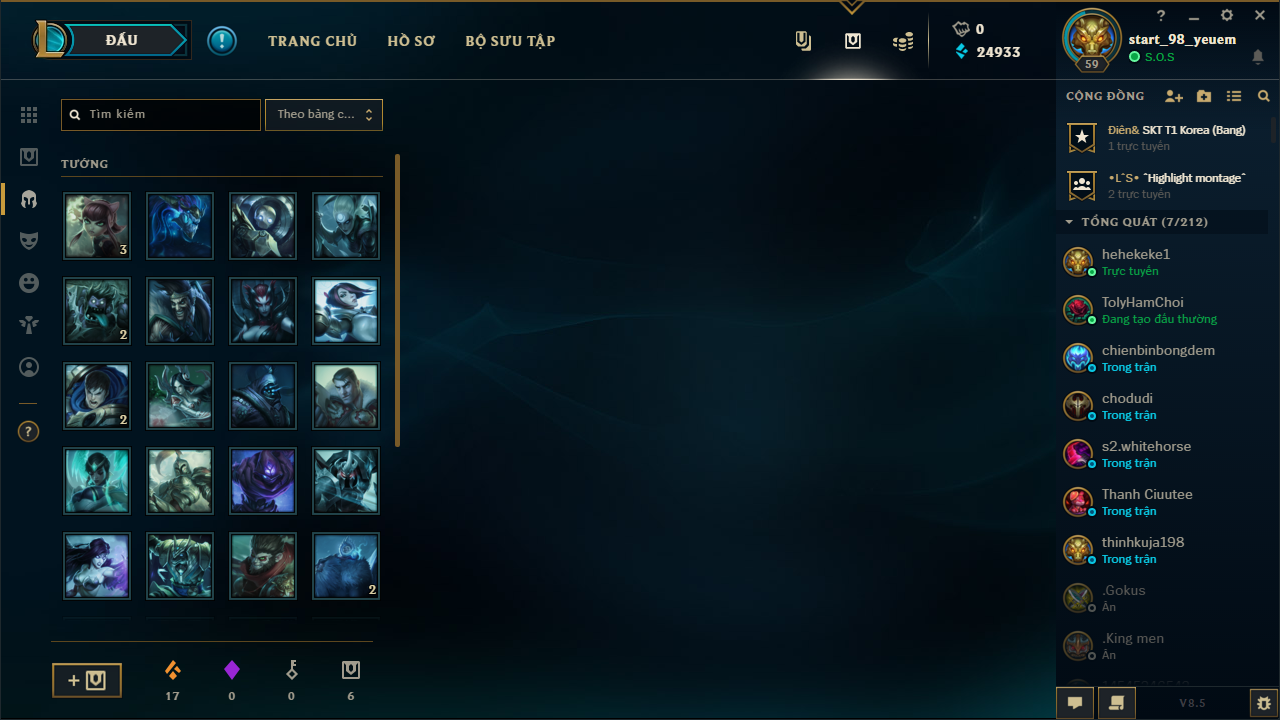 ĐẤU
TRANG CHỦ
HỒ SƠ
BỘ SƯU TẬP
0
24933
59
start_98_yeuem
S.O.S
Tìm kiếm
Theo bảng c...
TƯỚNG
3
2
2
2
17
0
0
6
CỘNG ĐỒNG
Điên& SKT T1 Korea (Bang)
1 trực tuyến
•LˆS• ˆHighlight montageˆ
2 trực tuyến
TỔNG QUÁT (7/212)
hehekeke1
Trực tuyến
TolyHamChoi
Đang tạo đấu thường
chienbinbongdem
Trong trận
chodudi
Trong trận
s2.whitehorse
Trong trận
Thanh Ciuutee
Trong trận
thinhkuja198
Trong trận
.Gokus
Ẩn
.King men
Ẩn
V8.5